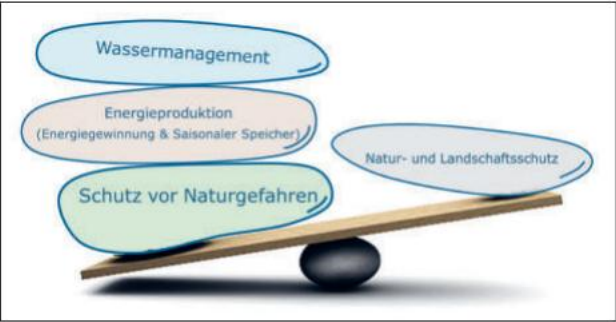 Wassermanagement
Energieproduktion
(Energiegewinnung & Saisonaler Speicher)
Schutz vor Naturgefahren
Natur- und Landschaftsschutz